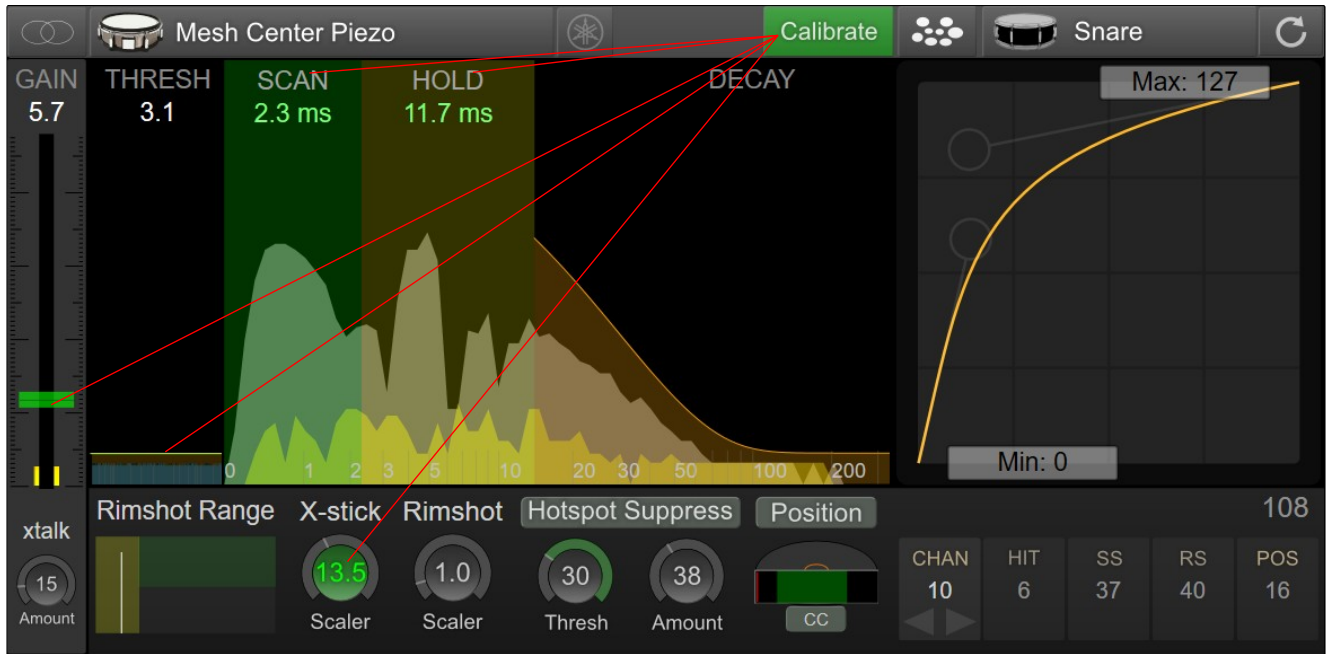 Mesh Center Piezo Calibrate Snare
GAIN THRESH SCAN HOLD DECAY Max: 127
5.7 3.1 2.3 ms 11.7 ms
0 1 2 3 5 10 20 30 50 100 200 Min: 0
Rimshot Range X-stick Rimshot Hotspot Suppress Position 108
xtalk
15 13.5 1.0 30 38 CHAN HIT SS RS POS
10 6 37 40 16
Amount Scaler Scaler Thresh Amount CC